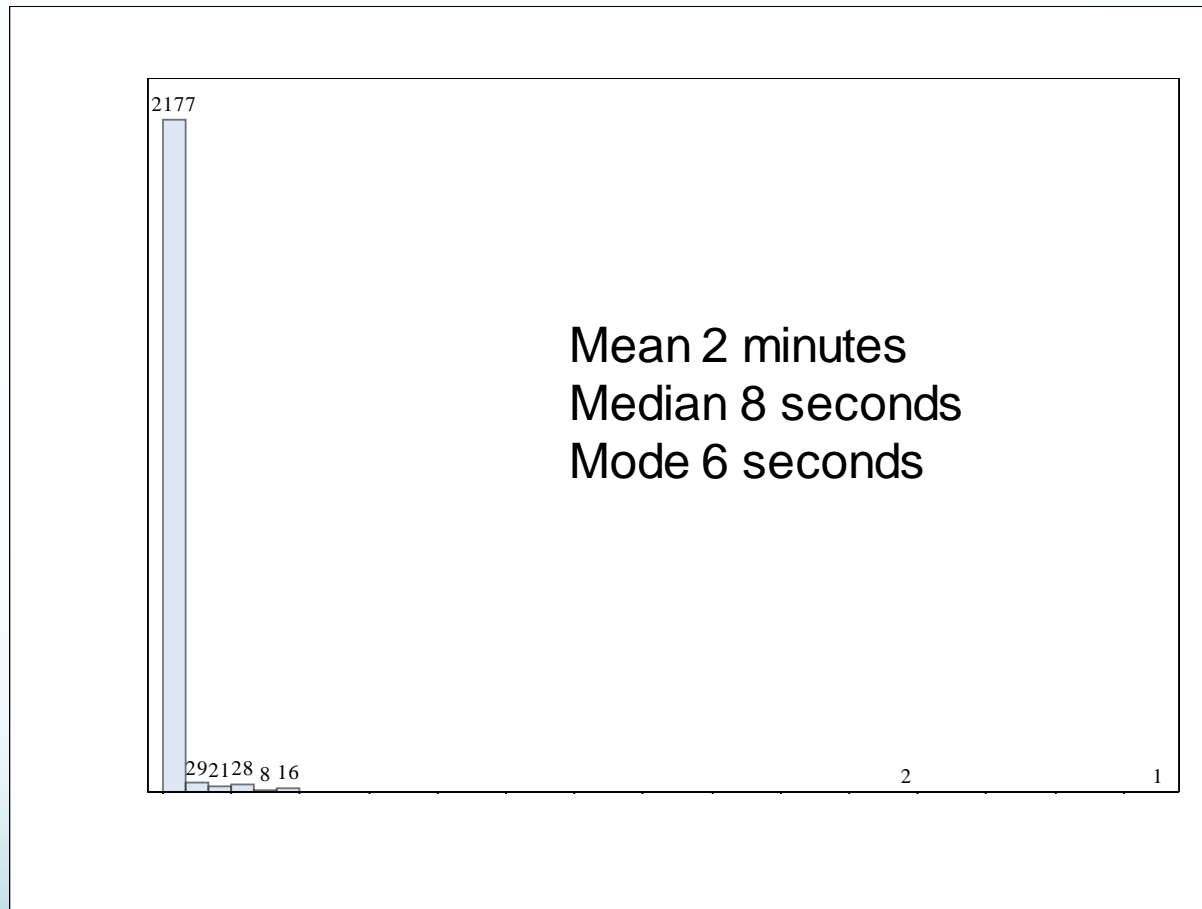 2177
Mean 2 minutes
Median 8 seconds
Mode 6 seconds
29 21 28 8 16 2 1